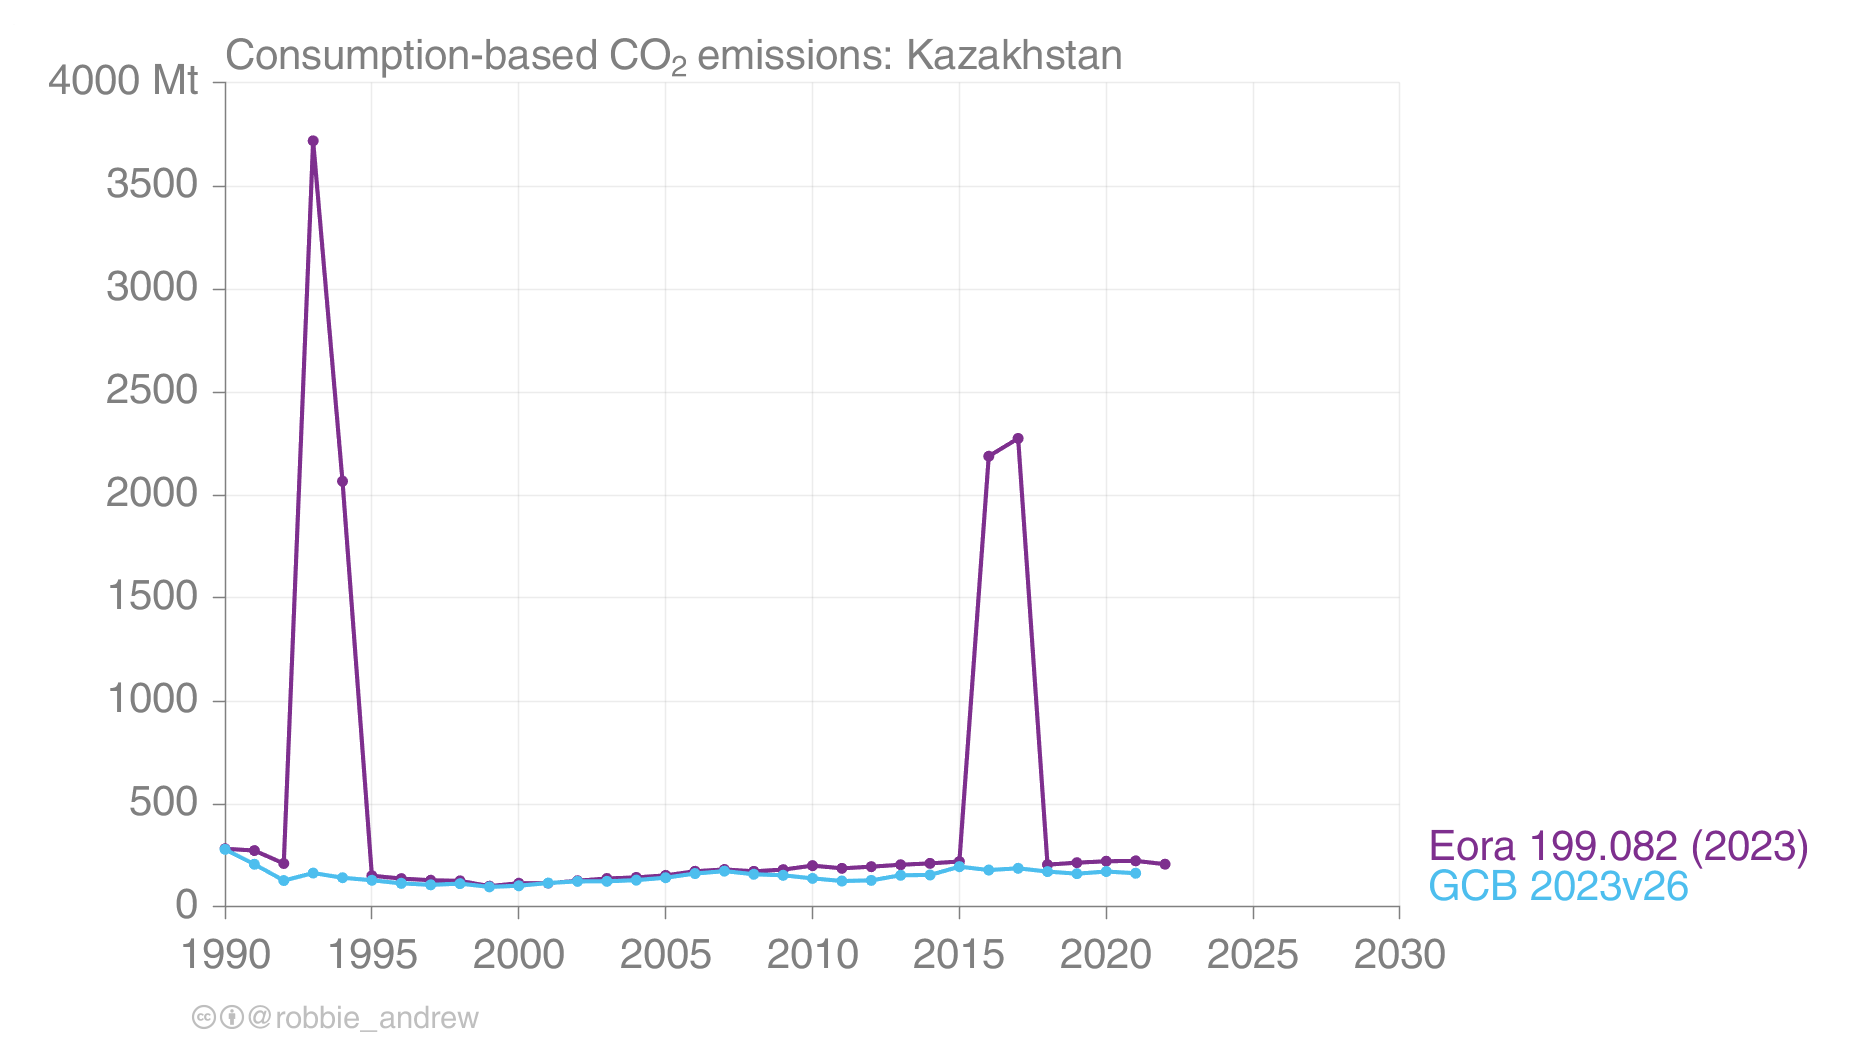 Consumption-based CO₂ emissions: Kazakhstan
4000 Mt
3500
3000
2500
2000
1500
1000
500
0
1990 1995 2000 2005 2010 2015 2020 2025 2030
Eora 199.082 (2023)
GCB 2023v26
cc @robbie_andrew